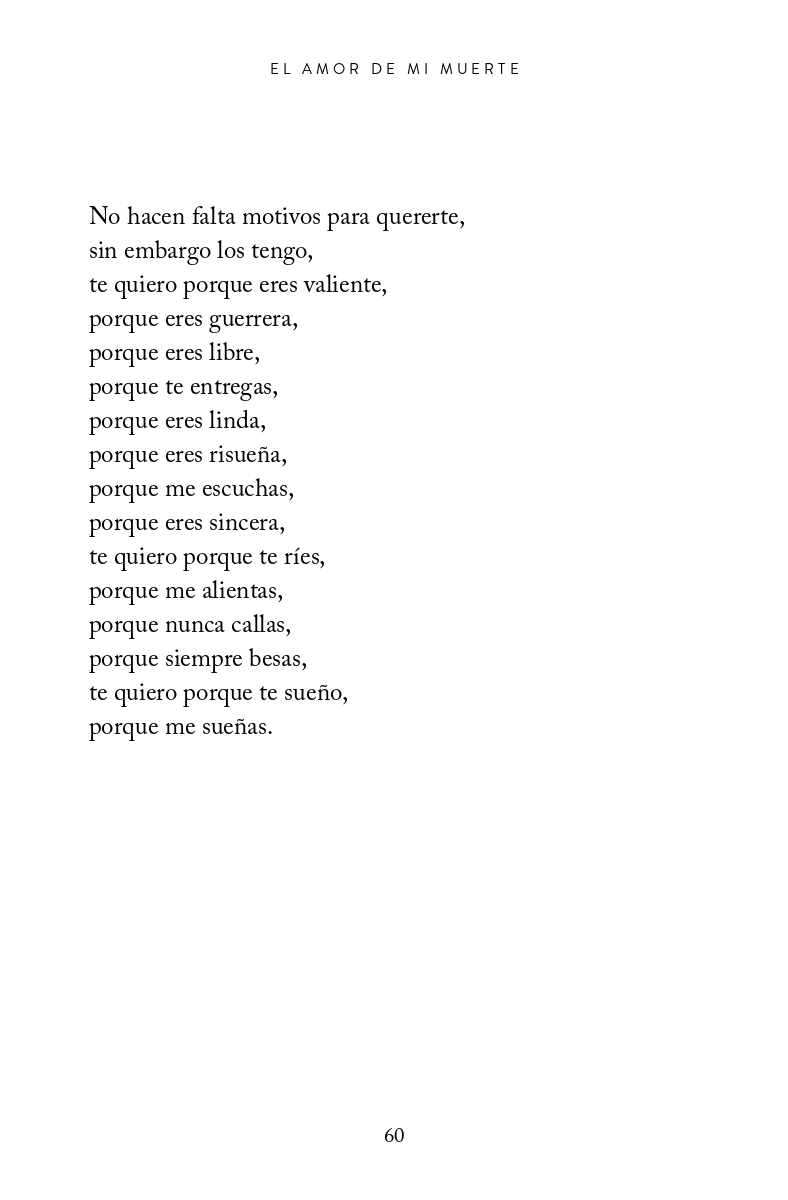 EL AMOR DE MI MUERTE
No hacen falta motivos para quererte,
sin embargo los tengo,
te quiero porque eres valiente,
porque eres guerrera,
porque eres libre,
porque te entregas,
porque eres linda,
porque eres risueña,
porque me escuchas,
porque eres sincera,
te quiero porque te ríes,
porque me alientas,
porque nunca callas,
porque siempre besas,
te quiero porque te sueño,
porque me sueñas.
60